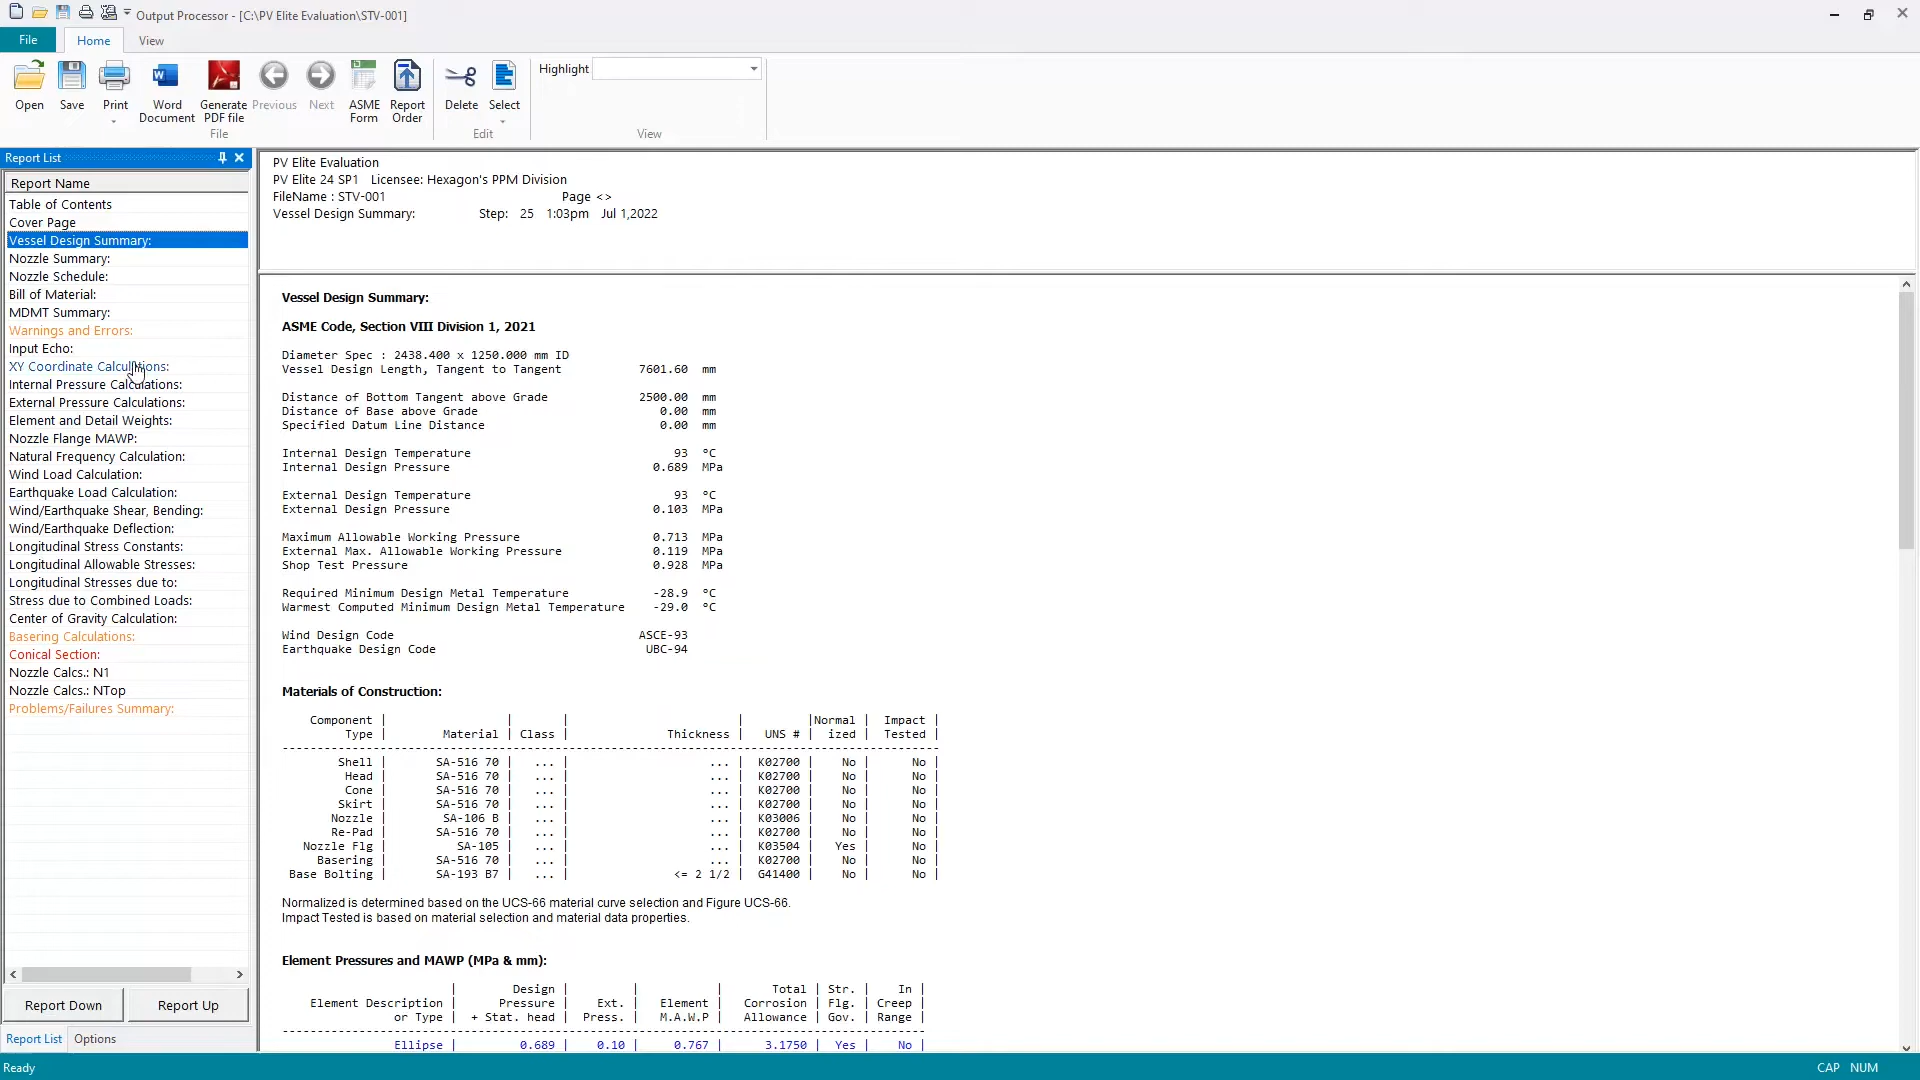 Output Processor - [C:\PV Elite Evaluation\STV-001]
File Home View
Open Save Print Word Document Generate PDF file Previous Next ASME Form Report Order Delete Select Highlight
File Edit View
Report List
Report Name
Table of Contents
Cover Page
Vessel Design Summary:
Nozzle Summary:
Nozzle Schedule:
Bill of Material:
MDMT Summary:
Warnings and Errors:
Input Echo:
XY Coordinate Calculations:
Internal Pressure Calculations:
External Pressure Calculations:
Element and Detail Weights:
Nozzle Flange MAWP:
Natural Frequency Calculation:
Wind Load Calculation:
Earthquake Load Calculation:
Wind/Earthquake Shear, Bending:
Wind/Earthquake Deflection:
Longitudinal Stress Constants:
Longitudinal Allowable Stresses:
Longitudinal Stresses due to:
Stress due to Combined Loads:
Center of Gravity Calculation:
Basering Calculations:
Conical Section:
Nozzle Calcs.: N1
Nozzle Calcs.: NTop
Problems/Failures Summary:
Report Down Report Up
Report List Options
PV Elite Evaluation
PV Elite 24 SP1 Licensee: Hexagon's PPM Division
FileName : STV-001 Page <>
Vessel Design Summary: Step: 25 1:03pm Jul 1,2022
Vessel Design Summary:
ASME Code, Section VIII Division 1, 2021
Diameter Spec : 2438.400 x 1250.000 mm ID
Vessel Design Length, Tangent to Tangent 7601.60 mm
Distance of Bottom Tangent above Grade 2500.00 mm
Distance of Base above Grade 0.00 mm
Specified Datum Line Distance 0.00 mm
Internal Design Temperature 93 °C
Internal Design Pressure 0.689 MPa
External Design Temperature 93 °C
External Design Pressure 0.103 MPa
Maximum Allowable Working Pressure 0.713 MPa
External Max. Allowable Working Pressure 0.119 MPa
Shop Test Pressure 0.928 MPa
Required Minimum Design Metal Temperature -28.9 °C
Warmest Computed Minimum Design Metal Temperature -29.0 °C
Wind Design Code ASCE-93
Earthquake Design Code UBC-94
Materials of Construction:
Component | | | |Normal | Impact |
Type | Material | Class | Thickness | UNS # | ized | Tested |
Shell | SA-516 70 | ... | ... | K02700 | No | No |
Head | SA-516 70 | ... | ... | K02700 | No | No |
Cone | SA-516 70 | ... | ... | K02700 | No | No |
Skirt | SA-516 70 | ... | ... | K02700 | No | No |
Nozzle | SA-106 B | ... | ... | K03006 | No | No |
Re-Pad | SA-516 70 | ... | ... | K02700 | No | No |
Nozzle Flg | SA-105 | ... | ... | K03504 | Yes | No |
Basering | SA-516 70 | ... | ... | K02700 | No | No |
Base Bolting | SA-193 B7 | ... | <= 2 1/2 | G41400 | No | No |
Normalized is determined based on the UCS-66 material curve selection and Figure UCS-66.
Impact Tested is based on material selection and material data properties.
Element Pressures and MAWP (MPa & mm):
| Design | | | Total | Str. | In |
Element Description | Pressure | Ext. | Element | Corrosion | Flg. | Creep |
or Type | + Stat. head | Press. | M.A.W.P | Allowance | Gov. | Range |
Ellipse | 0.689 | 0.10 | 0.767 | 3.1750 | Yes | No |
Ready CAP NUM